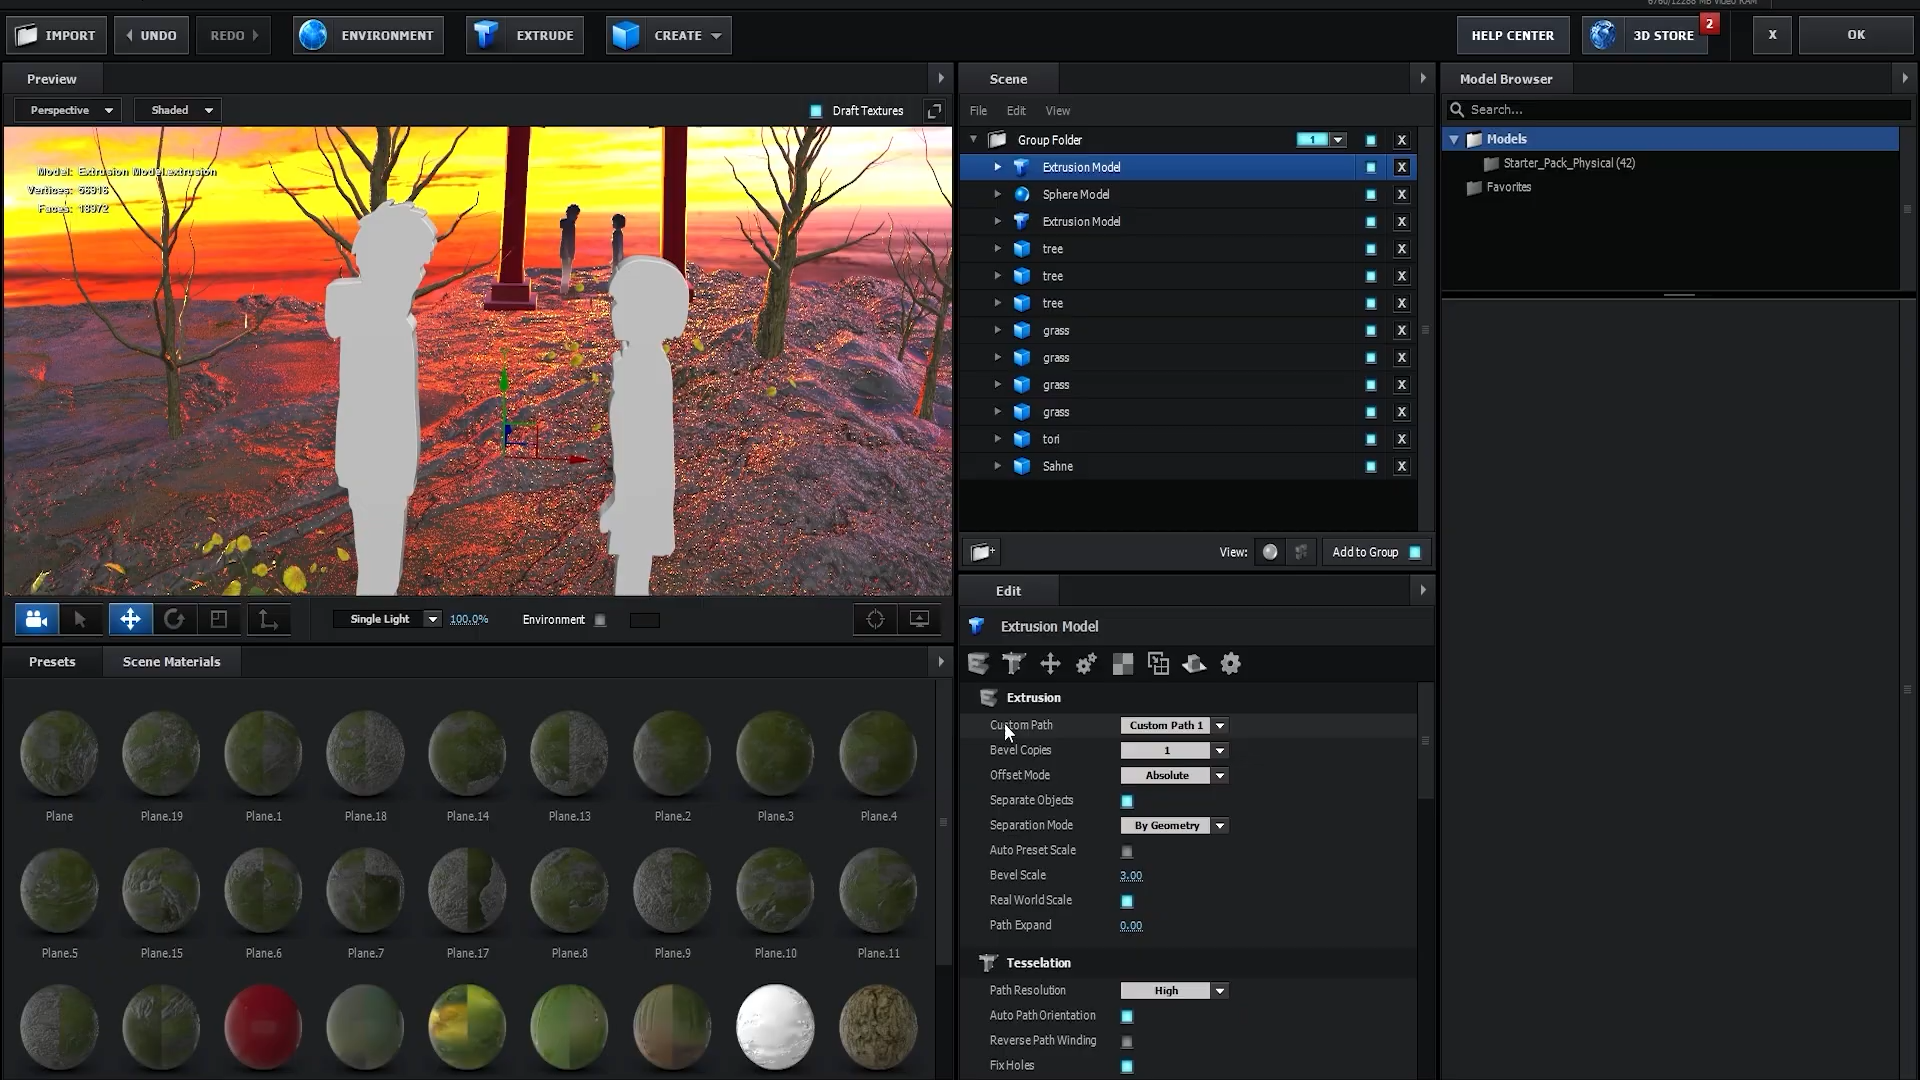 6760/12288 MB Video RAM
IMPORT
UNDO
REDO
ENVIRONMENT
EXTRUDE
CREATE
HELP CENTER
3D STORE
2
X
OK
Preview
Perspective
Shaded
Draft Textures
Model: Extrusion Model.extrusion
Vertices: 66916
Faces: 18972
Single Light
100.0%
Environment
Presets
Scene Materials
Plane
Plane.19
Plane.1
Plane.18
Plane.14
Plane.13
Plane.2
Plane.3
Plane.4
Plane.5
Plane.15
Plane.6
Plane.7
Plane.17
Plane.8
Plane.9
Plane.10
Plane.11
Scene
File
Edit
View
Group Folder
1
X
Extrusion Model
X
Sphere Model
X
Extrusion Model
X
tree
X
tree
X
tree
X
grass
X
grass
X
grass
X
grass
X
tori
X
Sahne
X
View:
Add to Group
Edit
Extrusion Model
Extrusion
Custom Path
Custom Path 1
Bevel Copies
1
Offset Mode
Absolute
Separate Objects
Separation Mode
By Geometry
Auto Preset Scale
Bevel Scale
3.00
Real World Scale
Path Expand
0.00
Tesselation
Path Resolution
High
Auto Path Orientation
Reverse Path Winding
Fix Holes
Model Browser
Search...
Models
Starter_Pack_Physical (42)
Favorites